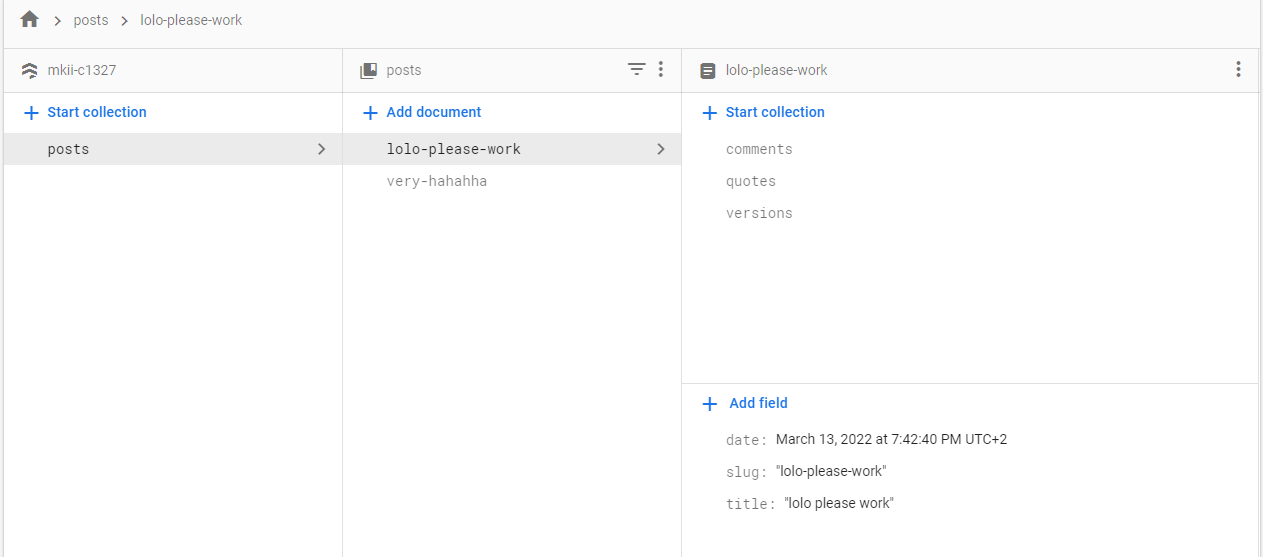 posts lolo-please-work
mkii-c1327
posts
lolo-please-work
Start collection
Add document
Start collection
posts
lolo-please-work
comments
very-hahahha
quotes
versions
Add field
date: March 13, 2022 at 7:42:40 PM UTC+2
slug: "lolo-please-work"
title: "lolo please work"